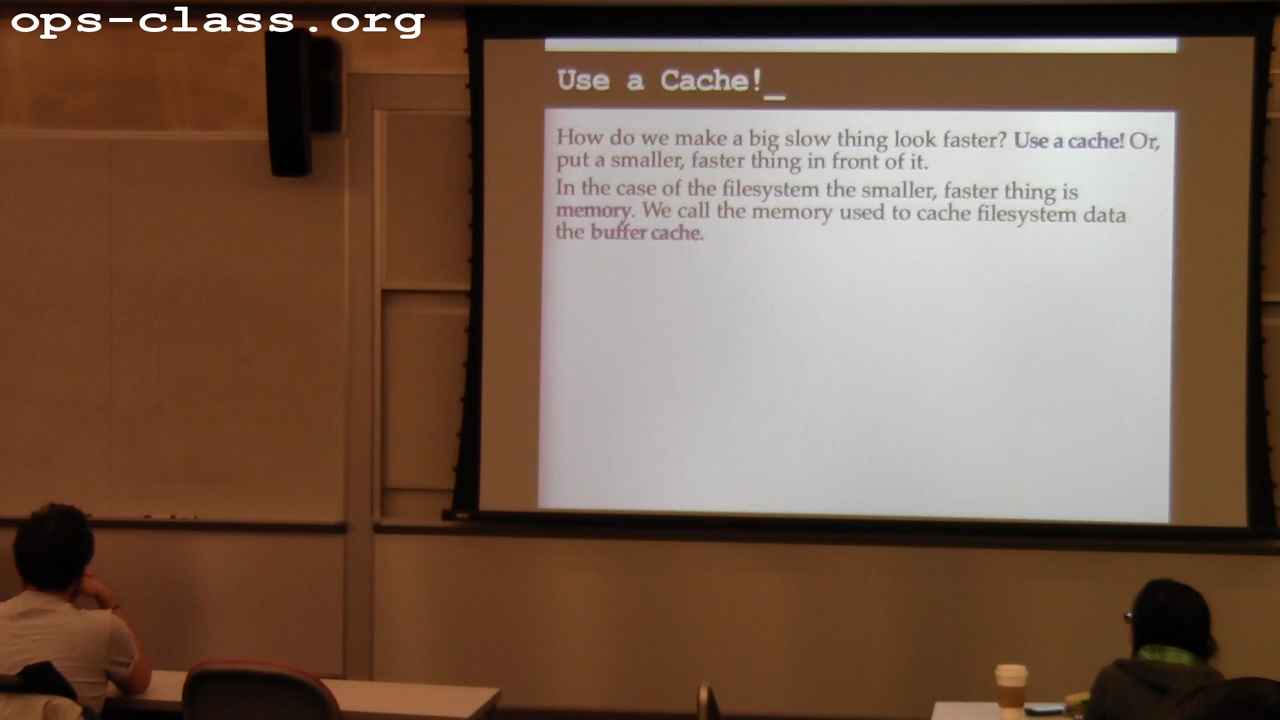 ops-class.org
Use a Cache!_
How do we make a big slow thing look faster? Use a cache! Or,
put a smaller, faster thing in front of it.
In the case of the filesystem the smaller, faster thing is
memory. We call the memory used to cache filesystem data
the buffer cache.